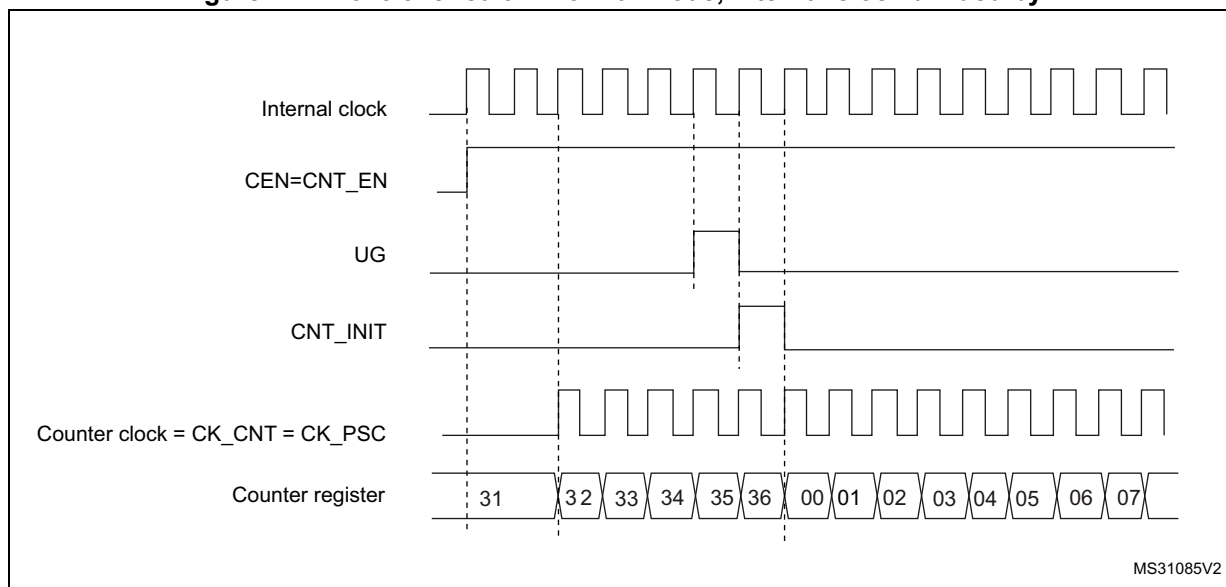 Internal clock
CEN=CNT_EN
UG
CNT_INIT
Counter clock = CK_CNT = CK_PSC
Counter register
31 32 33 34 35 36 00 01 02 03 04 05 06 07
MS31085V2